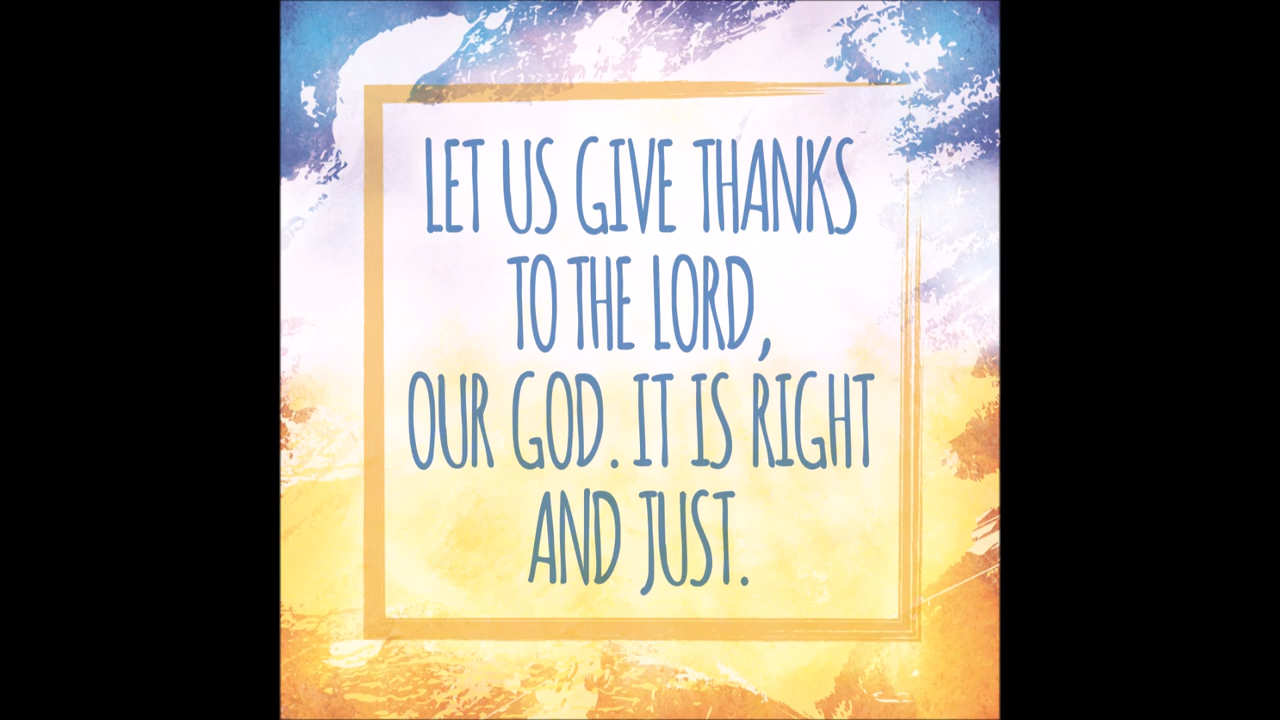 LET US GIVE THANKS
TO THE LORD,
OUR GOD. IT IS RIGHT
AND JUST.